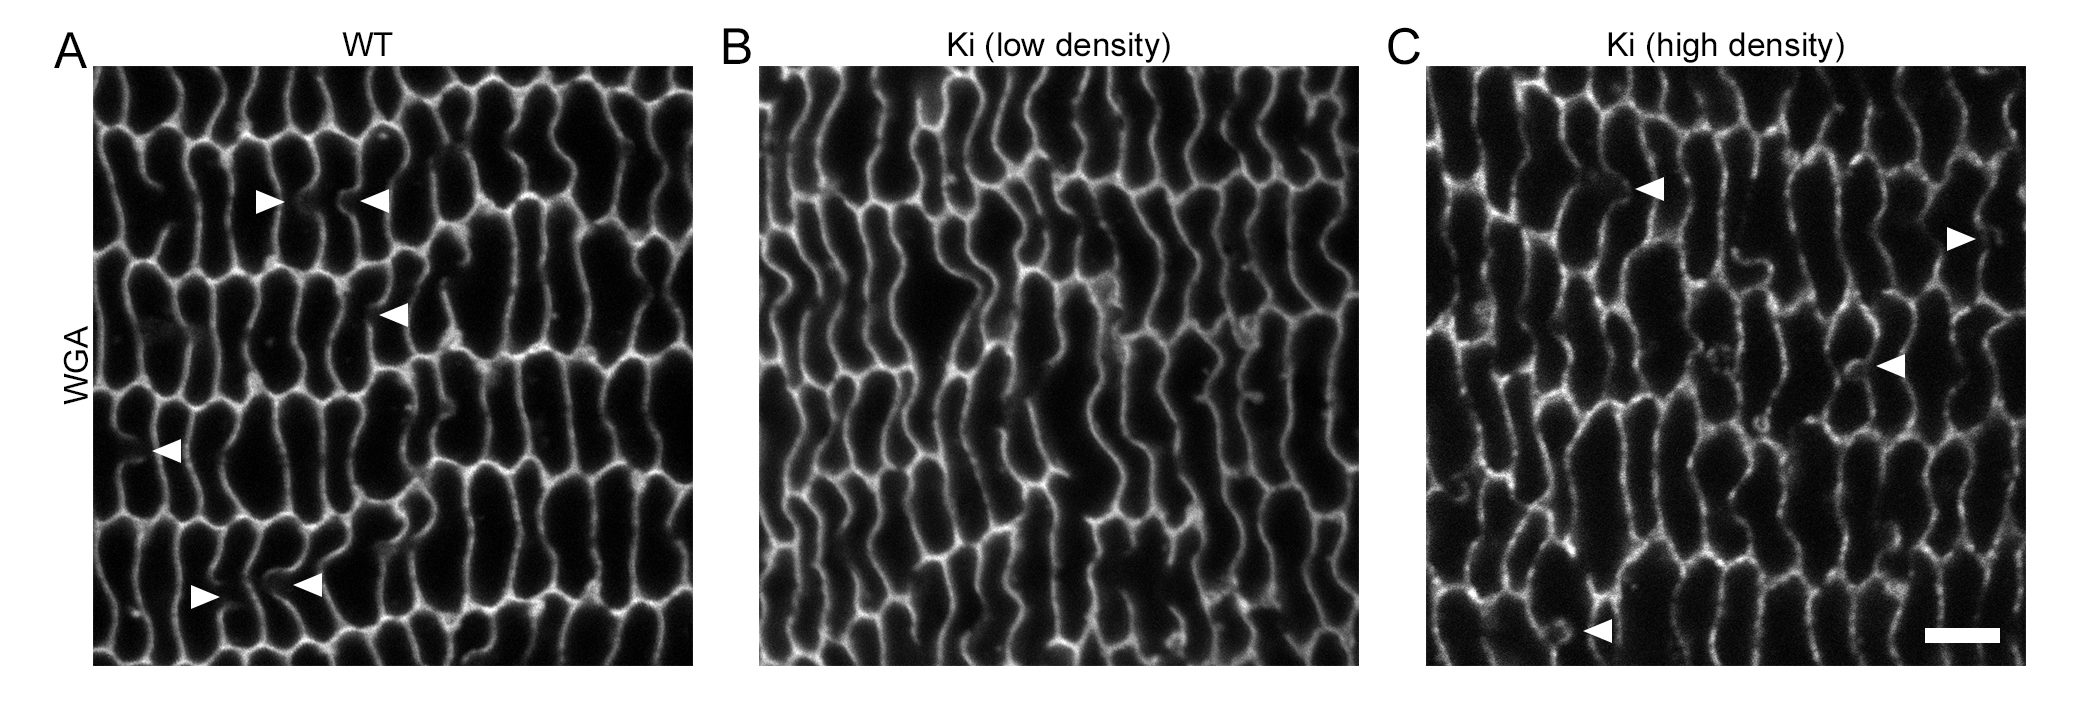 A
WT
B
Ki (low density)
C
Ki (high density)
WGA